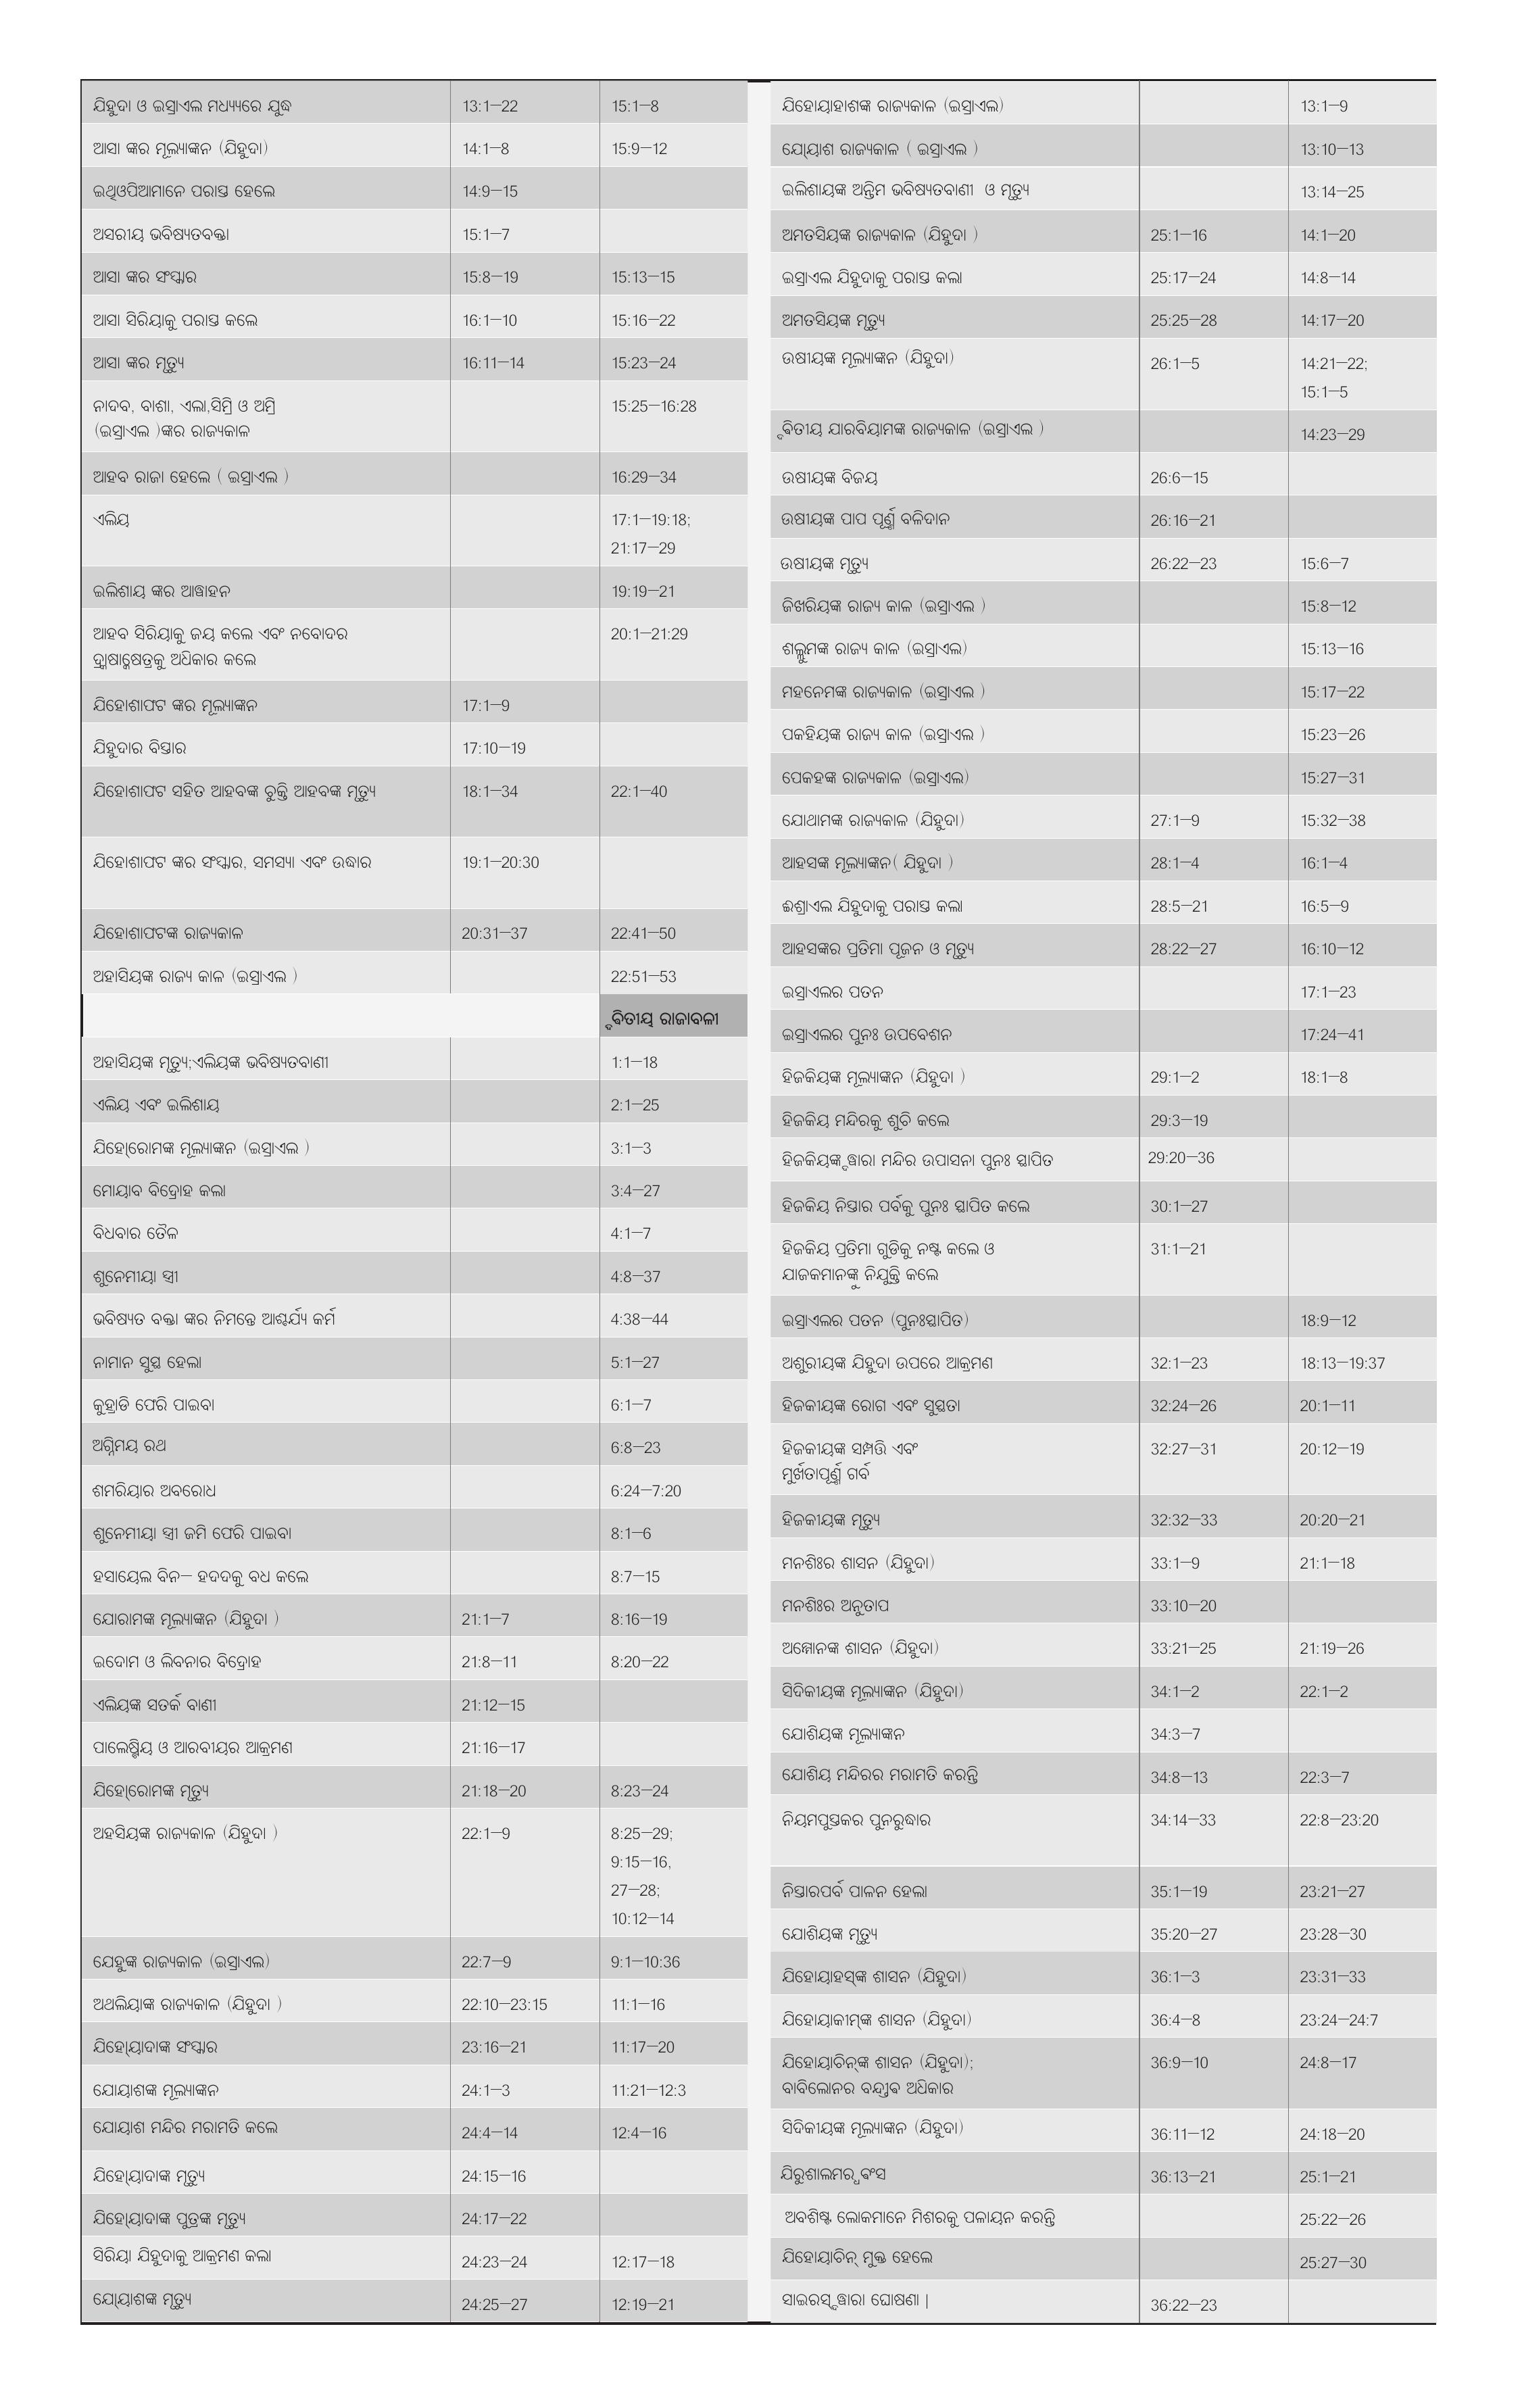 ଯିହୁଦା ଓ ଇସ୍ରାଏଲ ମଧ୍ୟରେ ଯୁଦ୍ଧ 13:1–22 15:1–8
ଆସା ଙ୍କର ମୂଲ୍ୟାଙ୍କନ (ଯିହୁଦା) 14:1–8 15:9–12
ଇଥିଓପିଆମାନେ ପରାସ୍ତ ହେଲେ 14:9–15
ଅସରୀୟ ଭବିଷ୍ୟତବକ୍ତା 15:1–7
ଆସା ଙ୍କର ସଂସ୍କାର 15:8–19 15:13–15
ଆସା ସିରିୟାକୁ ପରାସ୍ତ କଲେ 16:1–10 15:16–22
ଆସା ଙ୍କର ମୃତ୍ୟୁ 16:11–14 15:23–24
ନାଦବ, ବାଶା, ଏଲା,ସିମ୍ରି ଓ ଅମ୍ରି 15:25–16:28
(ଇସ୍ରାଏଲ )ଙ୍କର ରାଜ୍ୟକାଳ
ଆହବ ରାଜା ହେଲେ ( ଇସ୍ରାଏଲ ) 16:29–34
ଏଲିୟ 17:1–19:18;
21:17–29
ଇଲିଶାୟ ଙ୍କର ଆହ୍ୱାହନ 19:19–21
ଆହବ ସିରିୟାକୁ ଜୟ କଲେ ଏବଂ ନବୋଦର 20:1–21:29
ଦ୍ରାକ୍ଷାକ୍ଷେତ୍ରକୁ ଅଧିକାର କଲେ
ଯିହୋଶାଫଟ ଙ୍କର ମୂଲ୍ୟାଙ୍କନ 17:1–9
ଯିହୁଦାର ବିସ୍ତାର 17:10–19
ଯିହୋଶାଫଟ ସହିତ ଆହବଙ୍କ ଚୁକ୍ତି ଆହବଙ୍କ ମୃତ୍ୟୁ 18:1–34 22:1–40
ଯିହୋଶାଫଟ ଙ୍କର ସଂସ୍କାର, ସମସ୍ୟା ଏବଂ ଉଦ୍ଧାର 19:1–20:30
ଯିହୋଶାଫଟଙ୍କ ରାଜ୍ୟକାଳ 20:31–37 22:41–50
ଅହାସିୟଙ୍କ ରାଜ୍ୟ କାଳ (ଇସ୍ରାଏଲ ) 22:51–53
ଦ୍ଵିତୀୟ ରାଜାବଳୀ
ଅହାସିୟଙ୍କ ମୃତ୍ୟୁ;ଏଲିୟଙ୍କ ଭବିଷ୍ୟତବାଣୀ 1:1–18
ଏଲିୟ ଏବଂ ଇଲିଶାୟ 2:1–25
ଯିହୋରୋମଙ୍କ ମୂଲ୍ୟାଙ୍କନ (ଇସ୍ରାଏଲ ) 3:1–3
ମୋୟାବ ବିଦ୍ରୋହ କଲା 3:4–27
ବିଧବାର ତୈଳ 4:1–7
ଶୁନେମୀୟା ସ୍ତ୍ରୀ 4:8–37
ଭବିଷ୍ୟତ ବକ୍ତା ଙ୍କର ନିମନ୍ତେ ଆଶ୍ଚର୍ଯ୍ୟ କର୍ମ 4:38–44
ନାମାନ ସୁସ୍ଥ ହେଲା 5:1–27
କୁହ୍ରାଡି ଫେରି ପାଇବା 6:1–7
ଅଗ୍ନିମୟ ରଥ 6:8–23
ଶମରିୟାର ଅବରୋଧ 6:24–7:20
ଶୁନେମୀୟା ସ୍ତ୍ରୀ ଜମି ଫେରି ପାଇବା 8:1–6
ହସାୟେଲ ବିନ– ହଦଦକୁ ବଧ କଲେ 8:7–15
ଯୋରାମଙ୍କ ମୂଲ୍ୟାଙ୍କନ (ଯିହୁଦା ) 21:1–7 8:16–19
ଇଦୋମ ଓ ଲିବନାର ବିଦ୍ରୋହ 21:8–11 8:20–22
ଏଲିୟଙ୍କ ସତର୍କ ବାଣୀ 21:12–15
ପାଲେଷ୍ଟିୟ ଓ ଆରବୀୟର ଆକ୍ରମଣ 21:16–17
ଯିହୋରୋମଙ୍କ ମୃତ୍ୟୁ 21:18–20 8:23–24
ଅହସିୟଙ୍କ ରାଜ୍ୟକାଳ (ଯିହୁଦା ) 22:1–9 8:25–29;
9:15–16,
27–28;
10:12–14
ଯେହୁଙ୍କ ରାଜ୍ୟକାଳ (ଇସ୍ରାଏଲ) 22:7–9 9:1–10:36
ଅଥଲିୟାଙ୍କ ରାଜ୍ୟକାଳ (ଯିହୁଦା ) 22:10–23:15 11:1–16
ଯିହୋୟାଦାଙ୍କ ସଂସ୍କାର 23:16–21 11:17–20
ଯୋୟାଶଙ୍କ ମୂଲ୍ୟାଙ୍କନ 24:1–3 11:21–12:3
ଯୋୟାଶ ମନ୍ଦିର ମରାମତି କଲେ 24:4–14 12:4–16
ଯିହୋୟାଦାଙ୍କ ମୃତ୍ୟୁ 24:15–16
ଯିହୋୟାଦାଙ୍କ ପୁତ୍ରଙ୍କ ମୃତ୍ୟୁ 24:17–22
ସିରିୟା ଯିହୁଦାକୁ ଆକ୍ରମଣ କଲା 24:23–24 12:17–18
ଯୋୟାଶଙ୍କ ମୃତ୍ୟୁ 24:25–27 12:19–21
ଯିହୋୟାହାଶଙ୍କ ରାଜ୍ୟକାଳ (ଇସ୍ରାଏଲ) 13:1–9
ଯୋୟାଶ ରାଜ୍ୟକାଳ ( ଇସ୍ରାଏଲ ) 13:10–13
ଇଲିଶାୟଙ୍କ ଅନ୍ତିମ ଭବିଷ୍ୟତବାଣୀ ଓ ମୃତ୍ୟୁ 13:14–25
ଅମତସିୟଙ୍କ ରାଜ୍ୟକାଳ (ଯିହୁଦା ) 25:1–16 14:1–20
ଇସ୍ରାଏଲ ଯିହୁଦାକୁ ପରାସ୍ତ କଲା 25:17–24 14:8–14
ଅମତସିୟଙ୍କ ମୃତ୍ୟୁ 25:25–28 14:17–20
ଉଷୀୟଙ୍କ ମୂଲ୍ୟାଙ୍କନ (ଯିହୁଦା) 26:1–5 14:21–22;
15:1–5
ଦ୍ଵିତୀୟ ଯାରବିୟାମଙ୍କ ରାଜ୍ୟକାଳ (ଇସ୍ରାଏଲ ) 14:23–29
ଉଷୀୟଙ୍କ ବିଜୟ 26:6–15
ଉଷୀୟଙ୍କ ପାପ ପୂର୍ଣ୍ଣ ବଳିଦାନ 26:16–21
ଉଷୀୟଙ୍କ ମୃତ୍ୟୁ 26:22–23 15:6–7
ଜିଖରିୟଙ୍କ ରାଜ୍ୟ କାଳ (ଇସ୍ରାଏଲ ) 15:8–12
ଶଲ୍ଲୁମଙ୍କ ରାଜ୍ୟ କାଳ (ଇସ୍ରାଏଲ) 15:13–16
ମହନେମଙ୍କ ରାଜ୍ୟକାଳ (ଇସ୍ରାଏଲ ) 15:17–22
ପକହିୟଙ୍କ ରାଜ୍ୟ କାଳ (ଇସ୍ରାଏଲ ) 15:23–26
ପେକହଙ୍କ ରାଜ୍ୟକାଳ (ଇସ୍ରାଏଲ) 15:27–31
ଯୋଥାମଙ୍କ ରାଜ୍ୟକାଳ (ଯିହୁଦା) 27:1–9 15:32–38
ଆହସଙ୍କ ମୂଲ୍ୟାଙ୍କନ( ଯିହୁଦା ) 28:1–4 16:1–4
ଈଶ୍ରାଏଲ ଯିହୁଦାକୁ ପରାସ୍ତ କଲା 28:5–21 16:5–9
ଆହସଙ୍କର ପ୍ରତିମା ପୂଜନ ଓ ମୃତ୍ୟୁ 28:22–27 16:10–12
ଇସ୍ରାଏଲର ପତନ 17:1–23
ଇସ୍ରାଏଲର ପୁନଃ ଉପବେଶନ 17:24–41
ହିଜକିୟଙ୍କ ମୂଲ୍ୟାଙ୍କନ (ଯିହୁଦା ) 29:1–2 18:1–8
ହିଜକିୟ ମନ୍ଦିରକୁ ଶୁଚି କଲେ 29:3–19
ହିଜକିୟଙ୍କ ଦ୍ୱାରା ମନ୍ଦିର ଉପାସନା ପୁନଃ ସ୍ଥାପିତ 29:20–36
ହିଜକିୟ ନିସ୍ତାର ପର୍ବକୁ ପୁନଃ ସ୍ଥାପିତ କଲେ 30:1–27
ହିଜକିୟ ପ୍ରତିମା ଗୁଡିକୁ ନଷ୍ଟ କଲେ ଓ 31:1–21
ଯାଜକମାନଙ୍କୁ ନିଯୁକ୍ତି କଲେ
ଇସ୍ରାଏଲର ପତନ (ପୁନଃସ୍ଥାପିତ) 18:9–12
ଅଶୁରୀୟଙ୍କ ଯିହୁଦା ଉପରେ ଆକ୍ରମଣ 32:1–23 18:13–19:37
ହିଜକୀୟଙ୍କ ରୋଗ ଏବଂ ସୁସ୍ଥତା 32:24–26 20:1–11
ହିଜକୀୟଙ୍କ ସମ୍ପତ୍ତି ଏବଂ 32:27–31 20:12–19
ମୁର୍ଖତାପୂର୍ଣ୍ଣ ଗର୍ବ
ହିଜକୀୟଙ୍କ ମୃତ୍ୟୁ 32:32–33 20:20–21
ମନଶିଃର ଶାସନ (ଯିହୁଦା) 33:1–9 21:1–18
ମନଶିଃର ଅନୁତାପ 33:10–20
ଅମ୍ମୋନଙ୍କ ଶାସନ (ଯିହୁଦା) 33:21–25 21:19–26
ସିଦିକୀୟଙ୍କ ମୂଲ୍ୟାଙ୍କନ (ଯିହୁଦା) 34:1–2 22:1–2
ଯୋଶିୟଙ୍କ ମୂଲ୍ୟାଙ୍କନ 34:3–7
ଯୋଶିୟ ମନ୍ଦିରର ମରାମତି କରନ୍ତି 34:8–13 22:3–7
ନିୟମପୁସ୍ତକର ପୁନରୁଦ୍ଧାର 34:14–33 22:8–23:20
ନିସ୍ତାରପର୍ବ ପାଳନ ହେଲା 35:1–19 23:21–27
ଯୋଶିୟଙ୍କ ମୃତ୍ୟୁ 35:20–27 23:28–30
ଯିହୋୟାହସ୍‌ଙ୍କ ଶାସନ (ଯିହୁଦା) 36:1–3 23:31–33
ଯିହୋୟାକୀମ୍‌ଙ୍କ ଶାସନ (ଯିହୁଦା) 36:4–8 23:24–24:7
ଯିହୋୟାଚିନ୍‌ଙ୍କ ଶାସନ (ଯିହୁଦା); 36:9–10 24:8–17
ବାବିଲୋନର ବନ୍ଦୀତ୍ଵ ଅଧିକାର
ସିଦିକୀୟଙ୍କ ମୂଲ୍ୟାଙ୍କନ (ଯିହୁଦା) 36:11–12 24:18–20
ଯିରୁଶାଲମର ଧ୍ଵଂସ 36:13–21 25:1–21
ଅବଶିଷ୍ଟ ଲୋକମାନେ ମିଶରକୁ ପଳାୟନ କରନ୍ତି 25:22–26
ଯିହୋୟାଚିନ୍ ମୁକ୍ତ ହେଲେ 25:27–30
ସାଇରସ୍ ଦ୍ୱାରା ଘୋଷଣା | 36:22–23